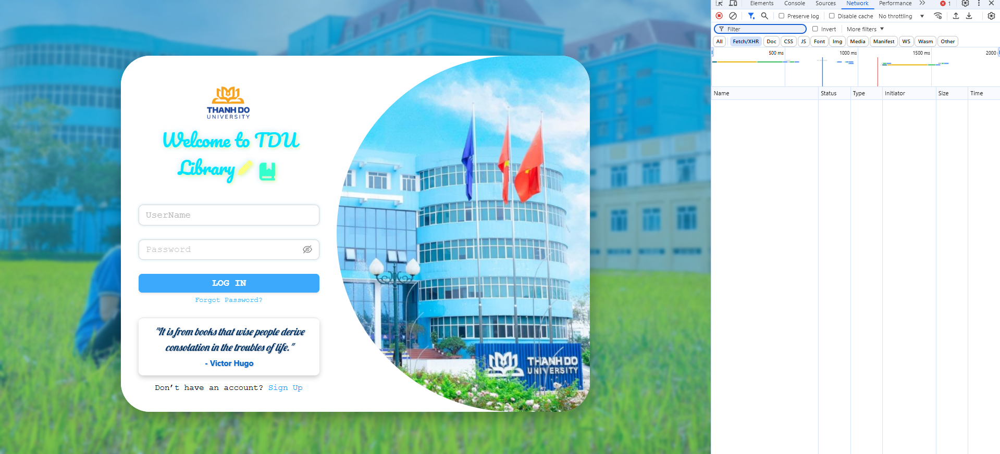 THANH DO
UNIVERSITY
Welcome to TDU
Library
UserName
Password
LOG IN
Forgot Password?
"It is from books that wise people derive
consolation in the troubles of life."
- Victor Hugo
Don’t have an account? Sign Up
THANH DO
UNIVERSITY
Elements Console Sources Network Performance 1
Preserve log Disable cache No throttling
Filter Invert More filters
All Fetch/XHR Doc CSS JS Font Img Media Manifest WS Wasm Other
500 ms 1000 ms 1500 ms 2000
Name Status Type Initiator Size Time